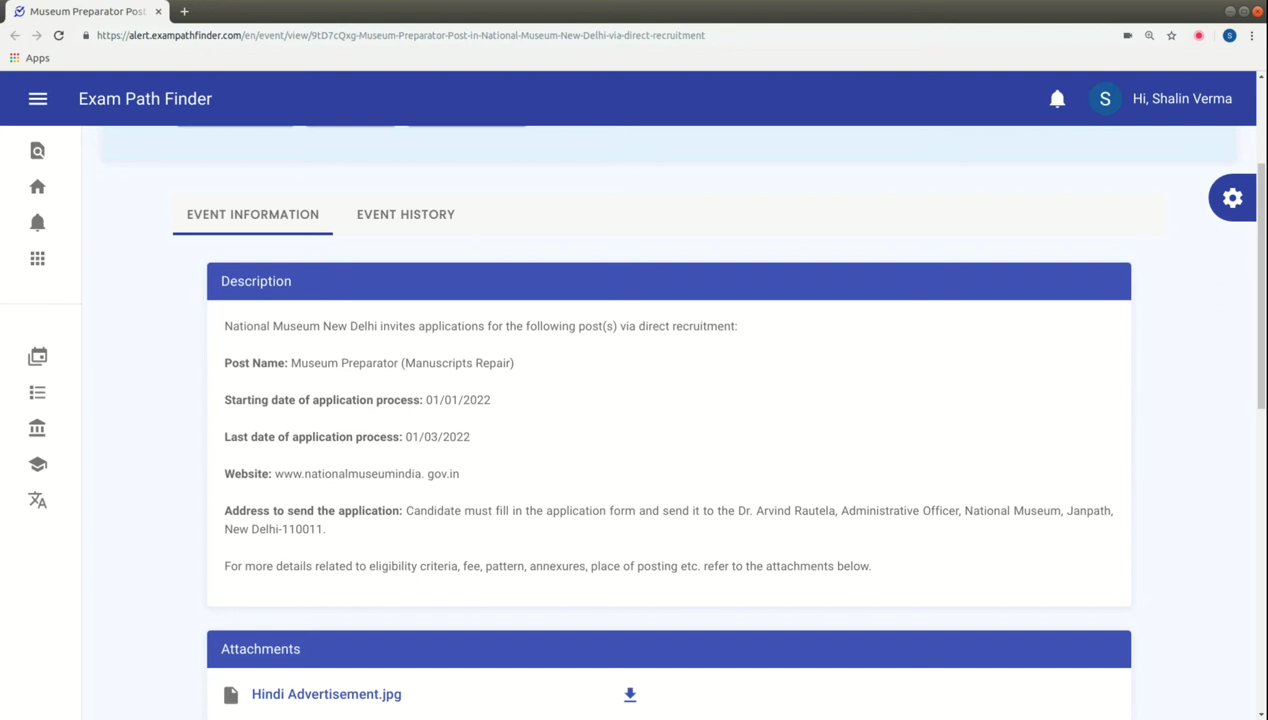 Museum Preparator Post
https://alert.exampathfinder.com/en/event/view/9tD7cQxg-Museum-Preparator-Post-in-National-Museum-New-Delhi-via-direct-recruitment
S
Apps
Exam Path Finder
S
Hi, Shalin Verma
EVENT INFORMATION
EVENT HISTORY
Description
National Museum New Delhi invites applications for the following post(s) via direct recruitment:
Post Name: Museum Preparator (Manuscripts Repair)
Starting date of application process: 01/01/2022
Last date of application process: 01/03/2022
Website: www.nationalmuseumindia. gov.in
Address to send the application: Candidate must fill in the application form and send it to the Dr. Arvind Rautela, Administrative Officer, National Museum, Janpath,
New Delhi-110011.
For more details related to eligibility criteria, fee, pattern, annexures, place of posting etc. refer to the attachments below.
Attachments
Hindi Advertisement.jpg